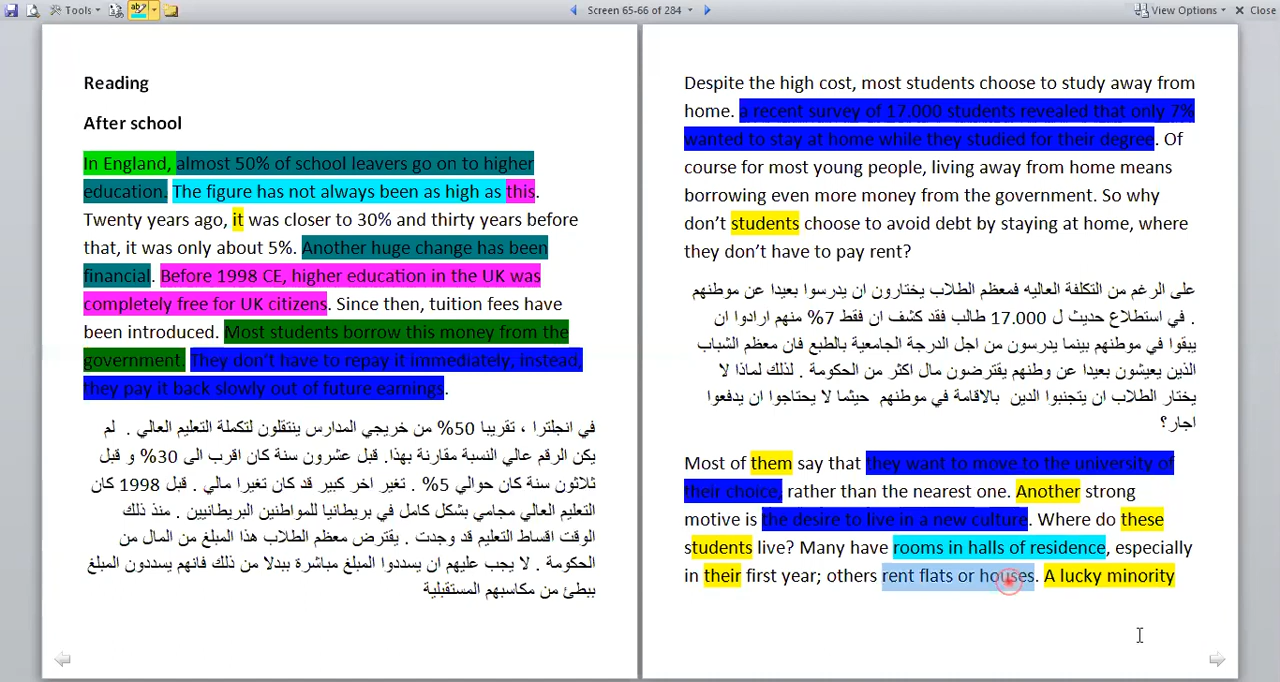 Tools
Screen 65-66 of 284
View Options
Close
Reading
After school
In England, almost 50% of school leavers go on to higher
education. The figure has not always been as high as this.
Twenty years ago, it was closer to 30% and thirty years before
that, it was only about 5%. Another huge change has been
financial. Before 1998 CE, higher education in the UK was
completely free for UK citizens. Since then, tuition fees have
been introduced. Most students borrow this money from the
government They don't have to repay it immediately, instead,
they pay it back slowly out of future earnings.
في انجلترا ، تقريبا 50% من خريجي المدارس ينتقلون لتكملة التعليم العالي . لم
يكن الرقم عالي النسبة مقارنة بهذا. قبل عشرون سنة كان اقرب الى 30% و قبل
ثلاثون سنة كان حوالي 5% . تغير اخر كبير قد كان تغيرا مالي . قبل 1998 كان
التعليم العالي مجامي بشكل كامل في بريطانيا للمواطنين البريطانيين . منذ ذلك
الوقت اقساط التعليم قد وجدت . يقترض معظم الطلاب هذا المبلغ من المال من
الحكومة . لا يجب عليهم ان يسددوا المبلغ مباشرة ببدلا من ذلك فانهم يسددون المبلغ
ببطئ من مكاسبهم المستقبلية
Despite the high cost, most students choose to study away from
home. a recent survey of 17.000 students revealed that only 7%
wanted to stay at home while they studied for their degree. Of
course for most young people, living away from home means
borrowing even more money from the government. So why
don't students choose to avoid debt by staying at home, where
they don't have to pay rent?
على الرغم من التكلفة العاليه فمعظم الطلاب يختارون ان يدرسوا بعيدا عن موطنهم
. في استطلاع حديث ل 17.000 طالب فقد كشف ان فقط 7% منهم ارادوا ان
يبقوا في موطنهم بينما يدرسون من اجل الدرجة الجامعية بالطبع فان معظم الشباب
الذين يعيشون بعيدا عن وطنهم يقترضون مال اكثر من الحكومة . لذلك لماذا لا
يختار الطلاب ان يتجنبوا الدين بالاقامة في موطنهم حيثما لا يحتاجوا ان يدفعوا
اجار؟
Most of them say that they want to move to the university of
their choice, rather than the nearest one. Another strong
motive is the desire to live in a new culture. Where do these
students live? Many have rooms in halls of residence, especially
in their first year; others rent flats or houses. A lucky minority